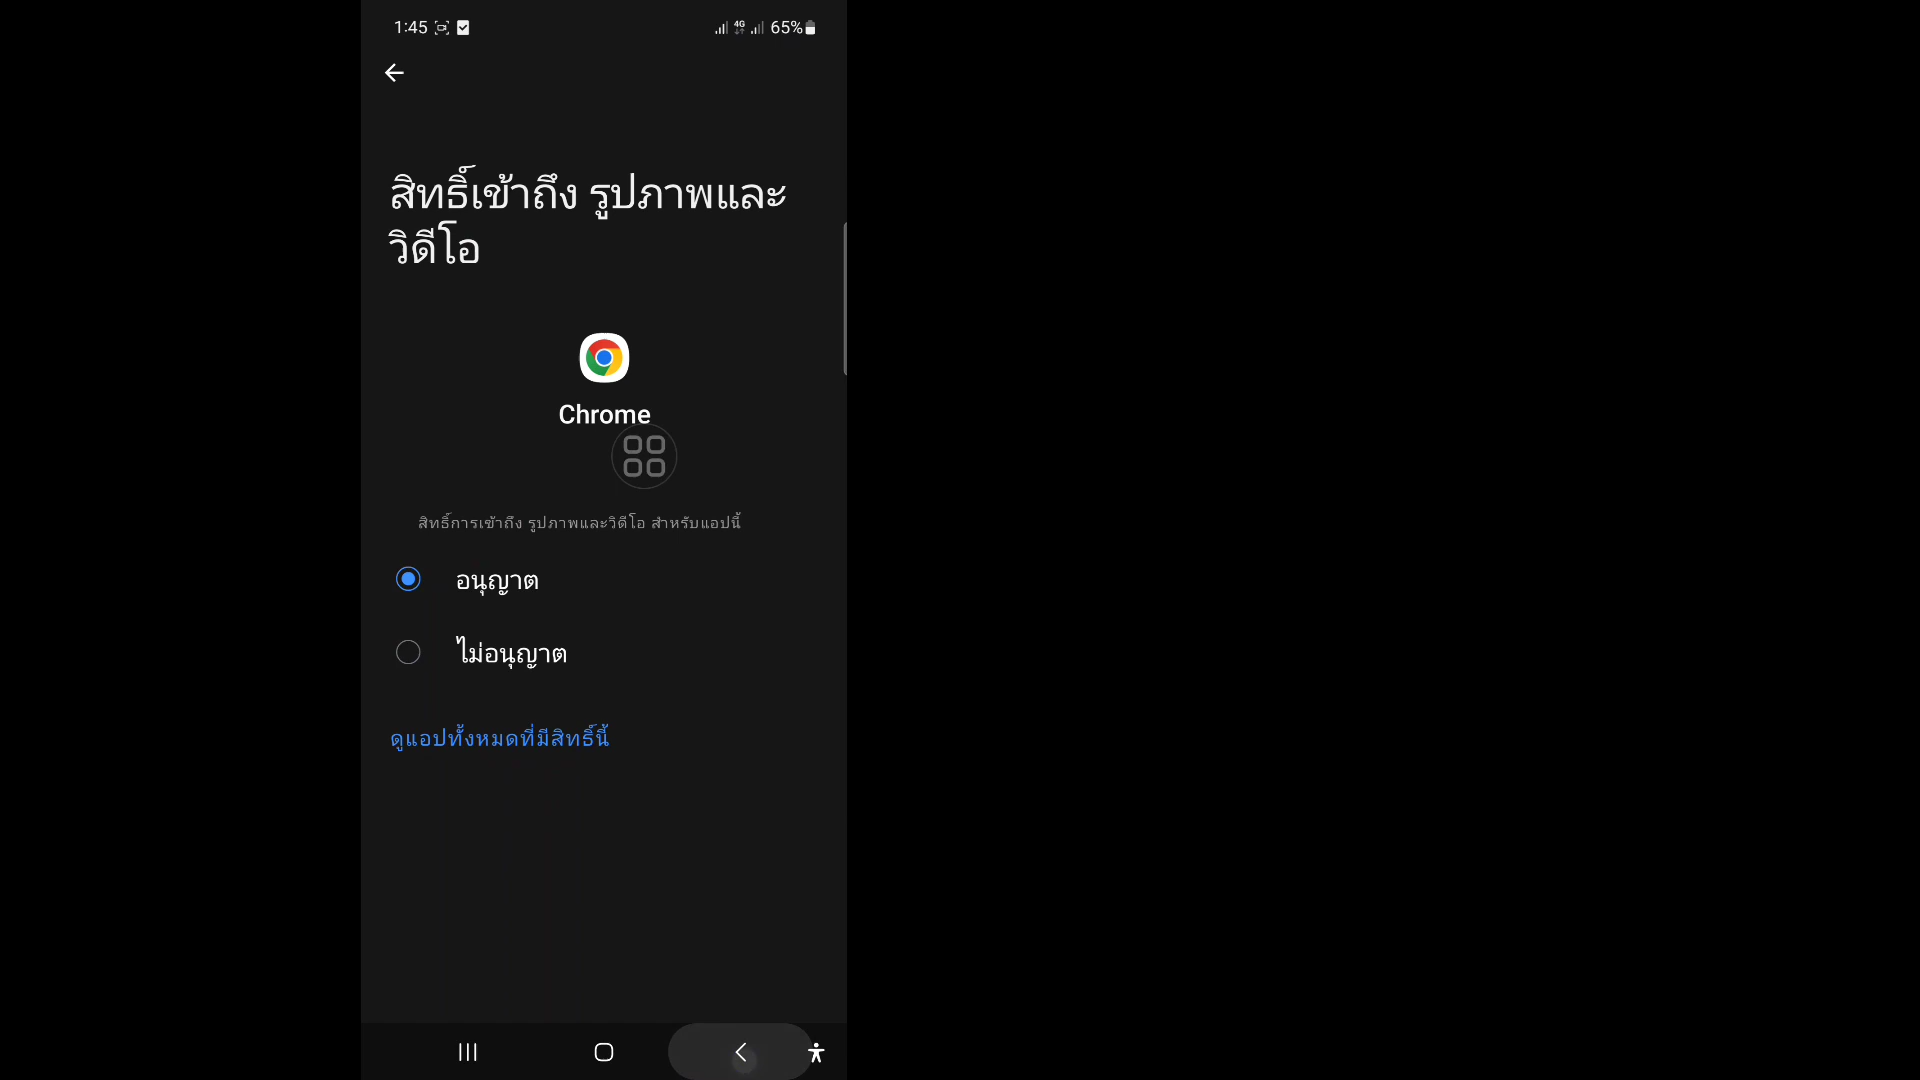 1:45 4G 65%
สิทธิ์เข้าถึง รูปภาพและ
วิดีโอ
Chrome
สิทธิ์การเข้าถึง รูปภาพและวิดีโอ สำหรับแอปนี้
อนุญาต
ไม่อนุญาต
ดูแอปทั้งหมดที่มีสิทธิ์นี้